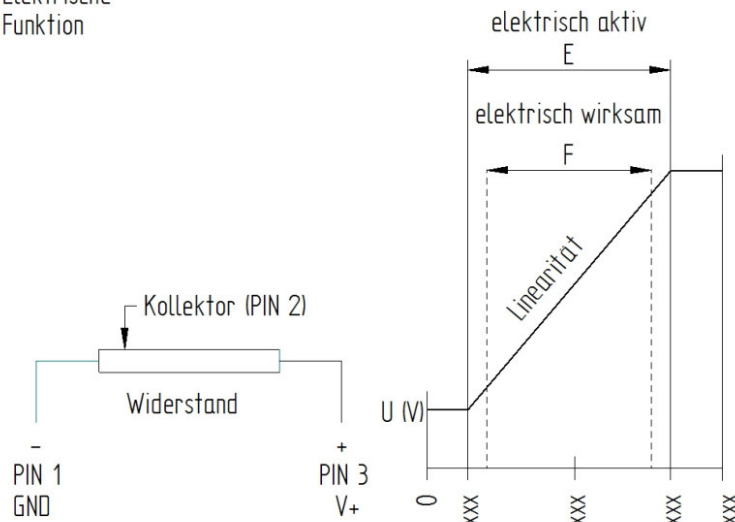 Elektrische
Funktion
elektrisch aktiv
E
elektrisch wirksam
F
Linearität
Kollektor (PIN 2)
Widerstand
U (V)
-
PIN 1
GND
+
PIN 3
V+
0
XXX
XXX
XXX
XXX